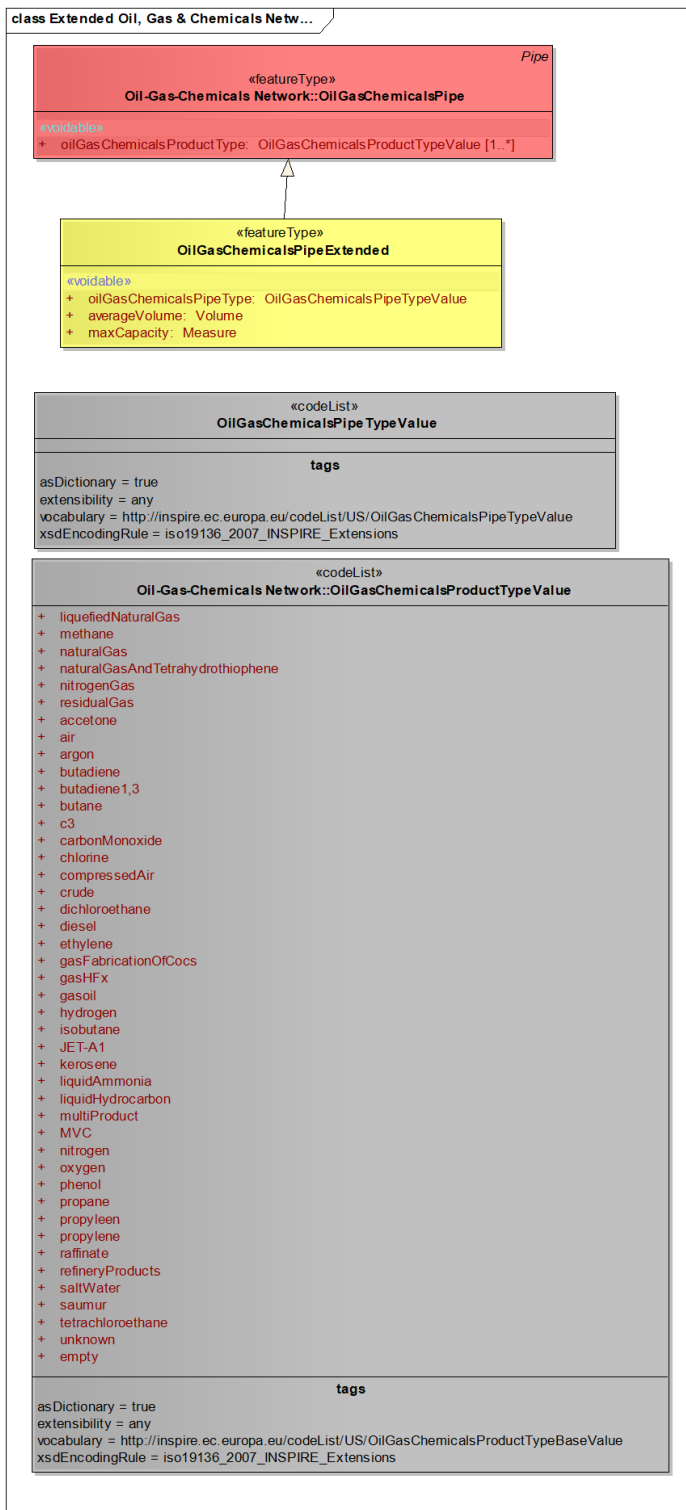 class Extended Oil, Gas & Chemicals Netw...
Pipe
«featureType»
Oil-Gas-Chemicals Network::OilGasChemicalsPipe
«voidable»
+ oilGasChemicalsProductType: OilGasChemicalsProductTypeValue [1..*]
«featureType»
OilGasChemicalsPipeExtended
«voidable»
+ oilGasChemicalsPipeType: OilGasChemicalsPipeTypeValue
+ averageVolume: Volume
+ maxCapacity: Measure
«codeList»
OilGasChemicalsPipeTypeValue
tags
asDictionary = true
extensibility = any
vocabulary = http://inspire.ec.europa.eu/codeList/US/OilGasChemicalsPipeTypeValue
xsdEncodingRule = iso19136_2007_INSPIRE_Extensions
«codeList»
Oil-Gas-Chemicals Network::OilGasChemicalsProductTypeValue
+ liquefiedNaturalGas
+ methane
+ naturalGas
+ naturalGasAndTetrahydrothiophene
+ nitrogenGas
+ residualGas
+ accetone
+ air
+ argon
+ butadiene
+ butadiene1,3
+ butane
+ c3
+ carbonMonoxide
+ chlorine
+ compressedAir
+ crude
+ dichloroethane
+ diesel
+ ethylene
+ gasFabricationOfCocs
+ gasHFx
+ gasoil
+ hydrogen
+ isobutane
+ JET-A1
+ kerosene
+ liquidAmmonia
+ liquidHydrocarbon
+ multiProduct
+ MVC
+ nitrogen
+ oxygen
+ phenol
+ propane
+ propyleen
+ propylene
+ raffinate
+ refineryProducts
+ saltWater
+ saumur
+ tetrachloroethane
+ unknown
+ empty
tags
asDictionary = true
extensibility = any
vocabulary = http://inspire.ec.europa.eu/codeList/US/OilGasChemicalsProductTypeBaseValue
xsdEncodingRule = iso19136_2007_INSPIRE_Extensions